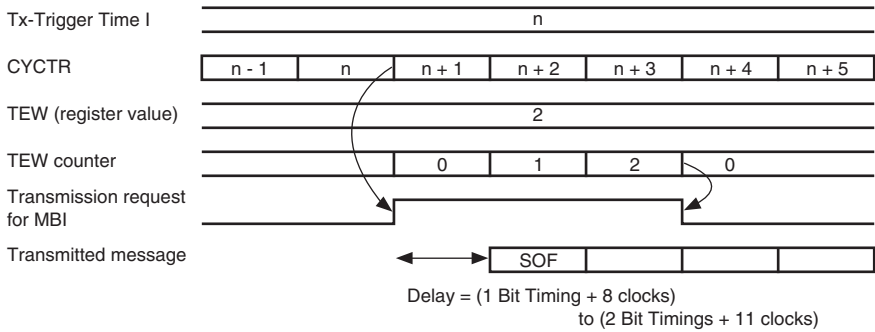 Tx-Trigger Time I
n
CYCTR
n - 1 n n + 1 n + 2 n + 3 n + 4 n + 5
TEW (register value)
2
TEW counter
0 1 2 0
Transmission request
for MBI
Transmitted message
SOF
Delay = (1 Bit Timing + 8 clocks)
to (2 Bit Timings + 11 clocks)